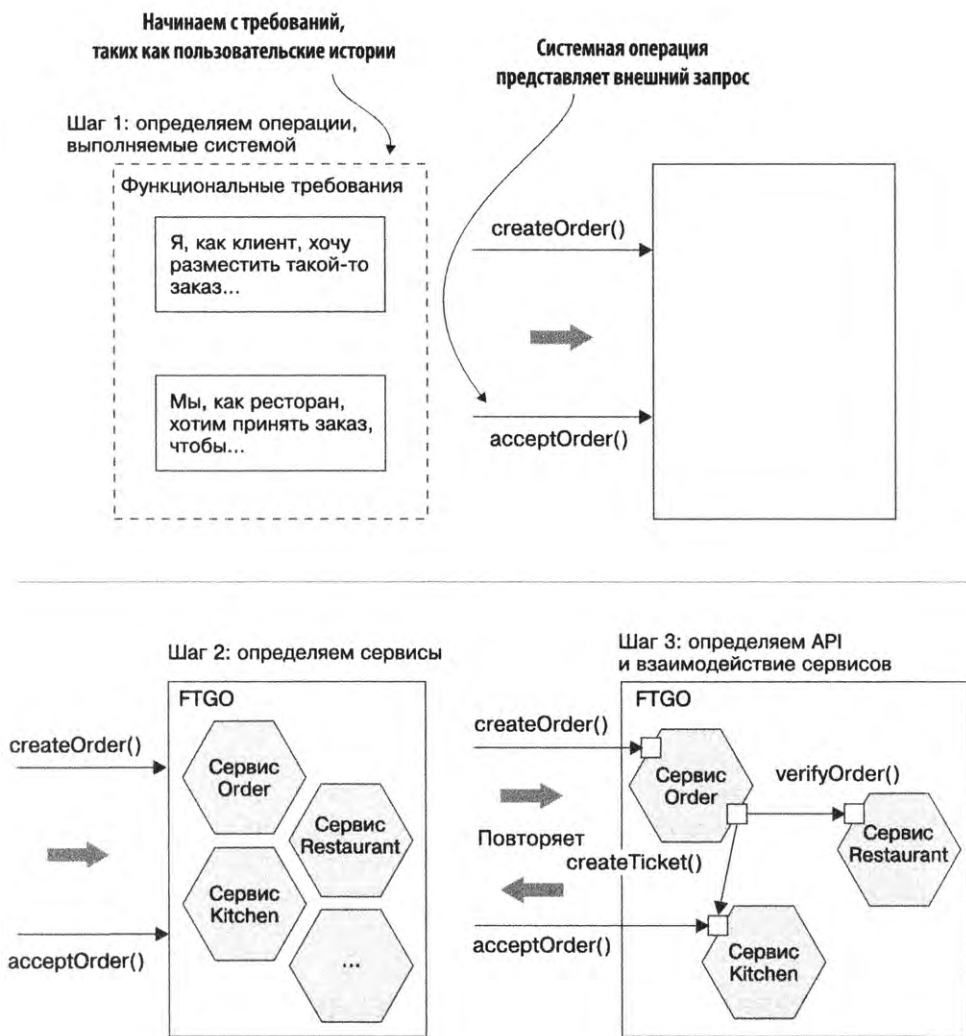 Начинаем с требований,
таких как пользовательские истории
Системная операция
представляет внешний запрос
Шаг 1: определяем операции,
выполняемые системой
Функциональные требования
Я, как клиент, хочу
разместить такой-то
заказ...
Мы, как ресторан,
хотим принять заказ,
чтобы...
createOrder()
acceptOrder()
Шаг 2: определяем сервисы
FTGO
createOrder()
Сервис
Order
Сервис
Restaurant
Сервис
Kitchen
...
acceptOrder()
Шаг 3: определяем API
и взаимодействие сервисов
FTGO
createOrder()
Сервис
Order
verifyOrder()
Сервис
Restaurant
Повторяет
createTicket()
acceptOrder()
Сервис
Kitchen